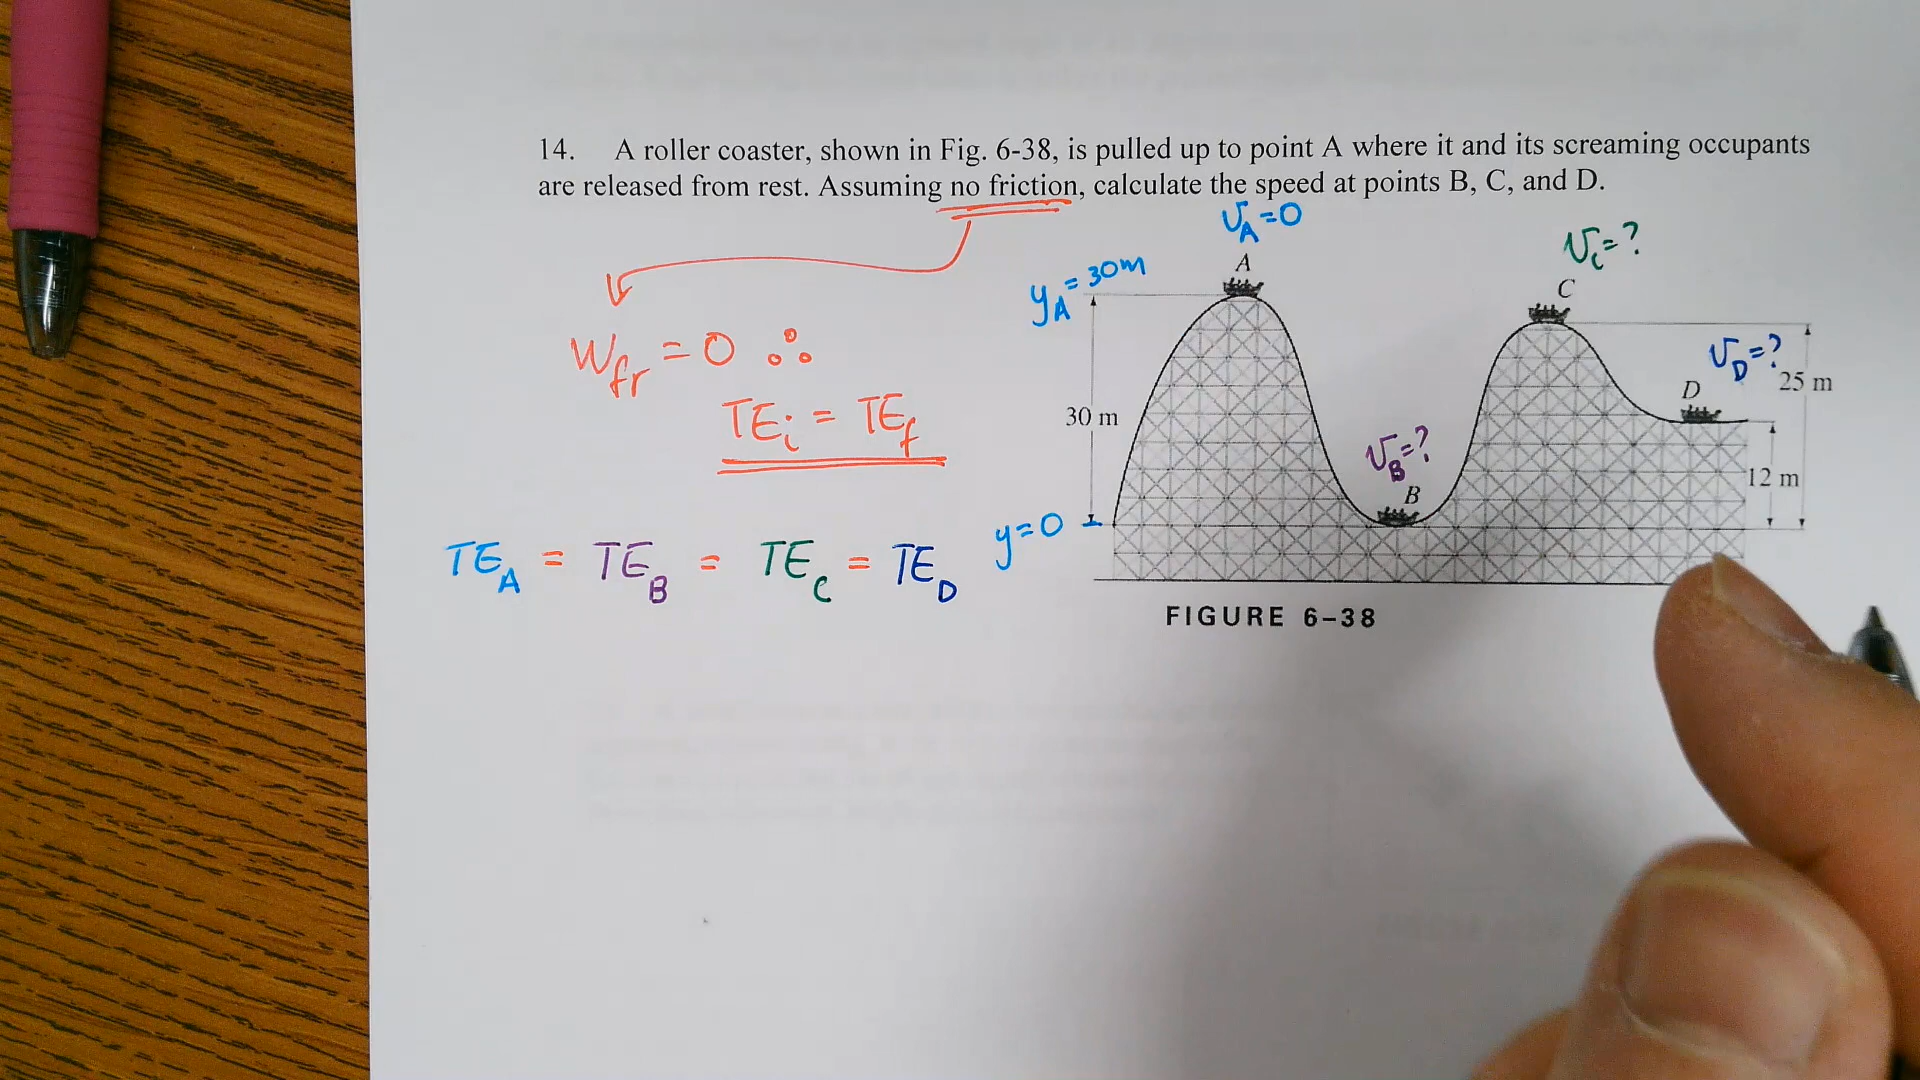 14. A roller coaster, shown in Fig. 6-38, is pulled up to point A where it and its screaming occupants
are released from rest. Assuming no friction, calculate the speed at points B, C, and D.
v_A = 0
v_C = ?
y_A = 30m
A
C
W_fr = 0 ∴
v_D = ?
D
25 m
TE_i = TE_f
30 m
v_B = ?
12 m
B
y = 0
TE_A = TE_B = TE_C = TE_D
FIGURE 6-38